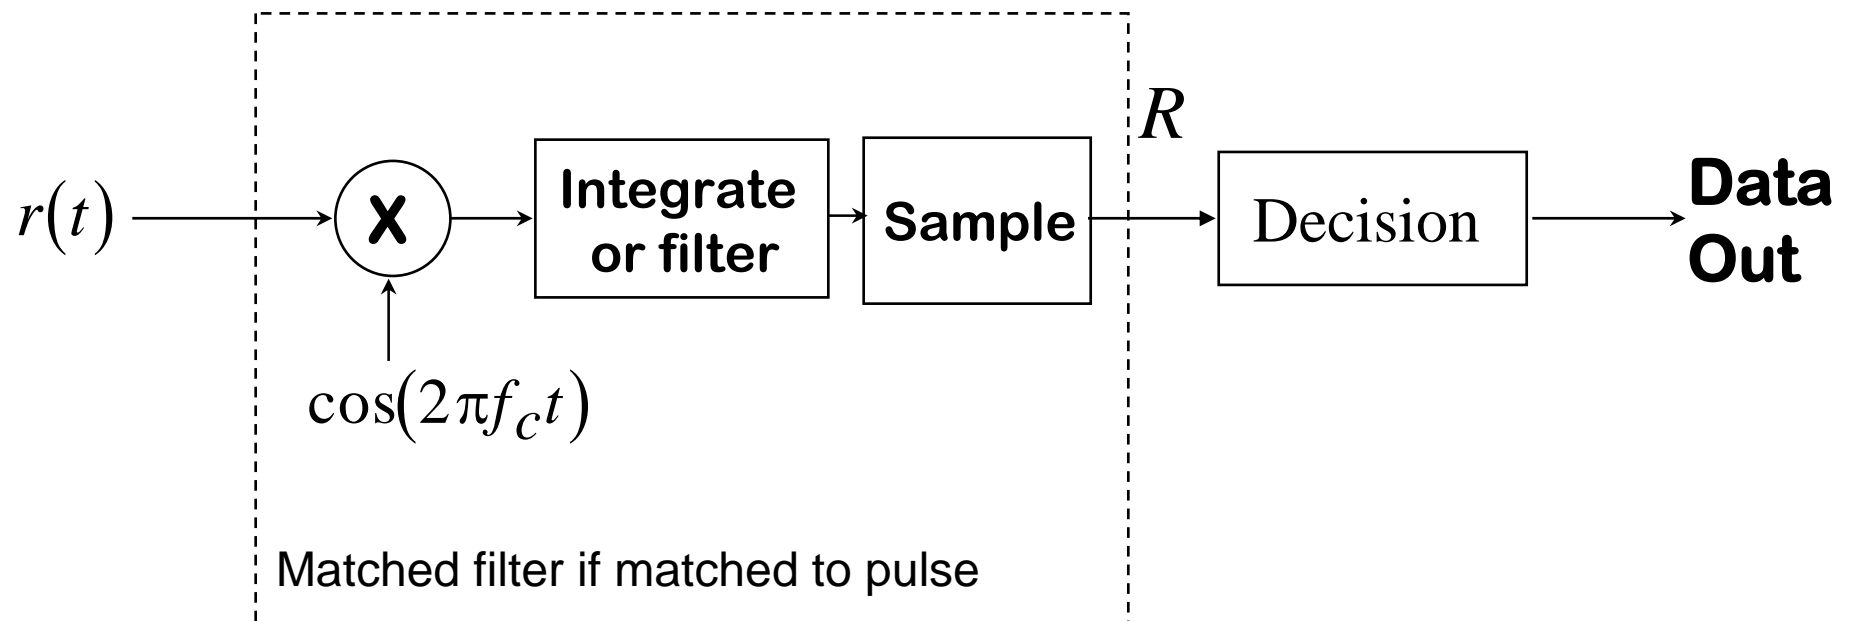 r(t)
X
Integrate
or filter
Sample
R
Decision
Data
Out
cos(2πf_c t)
Matched filter if matched to pulse